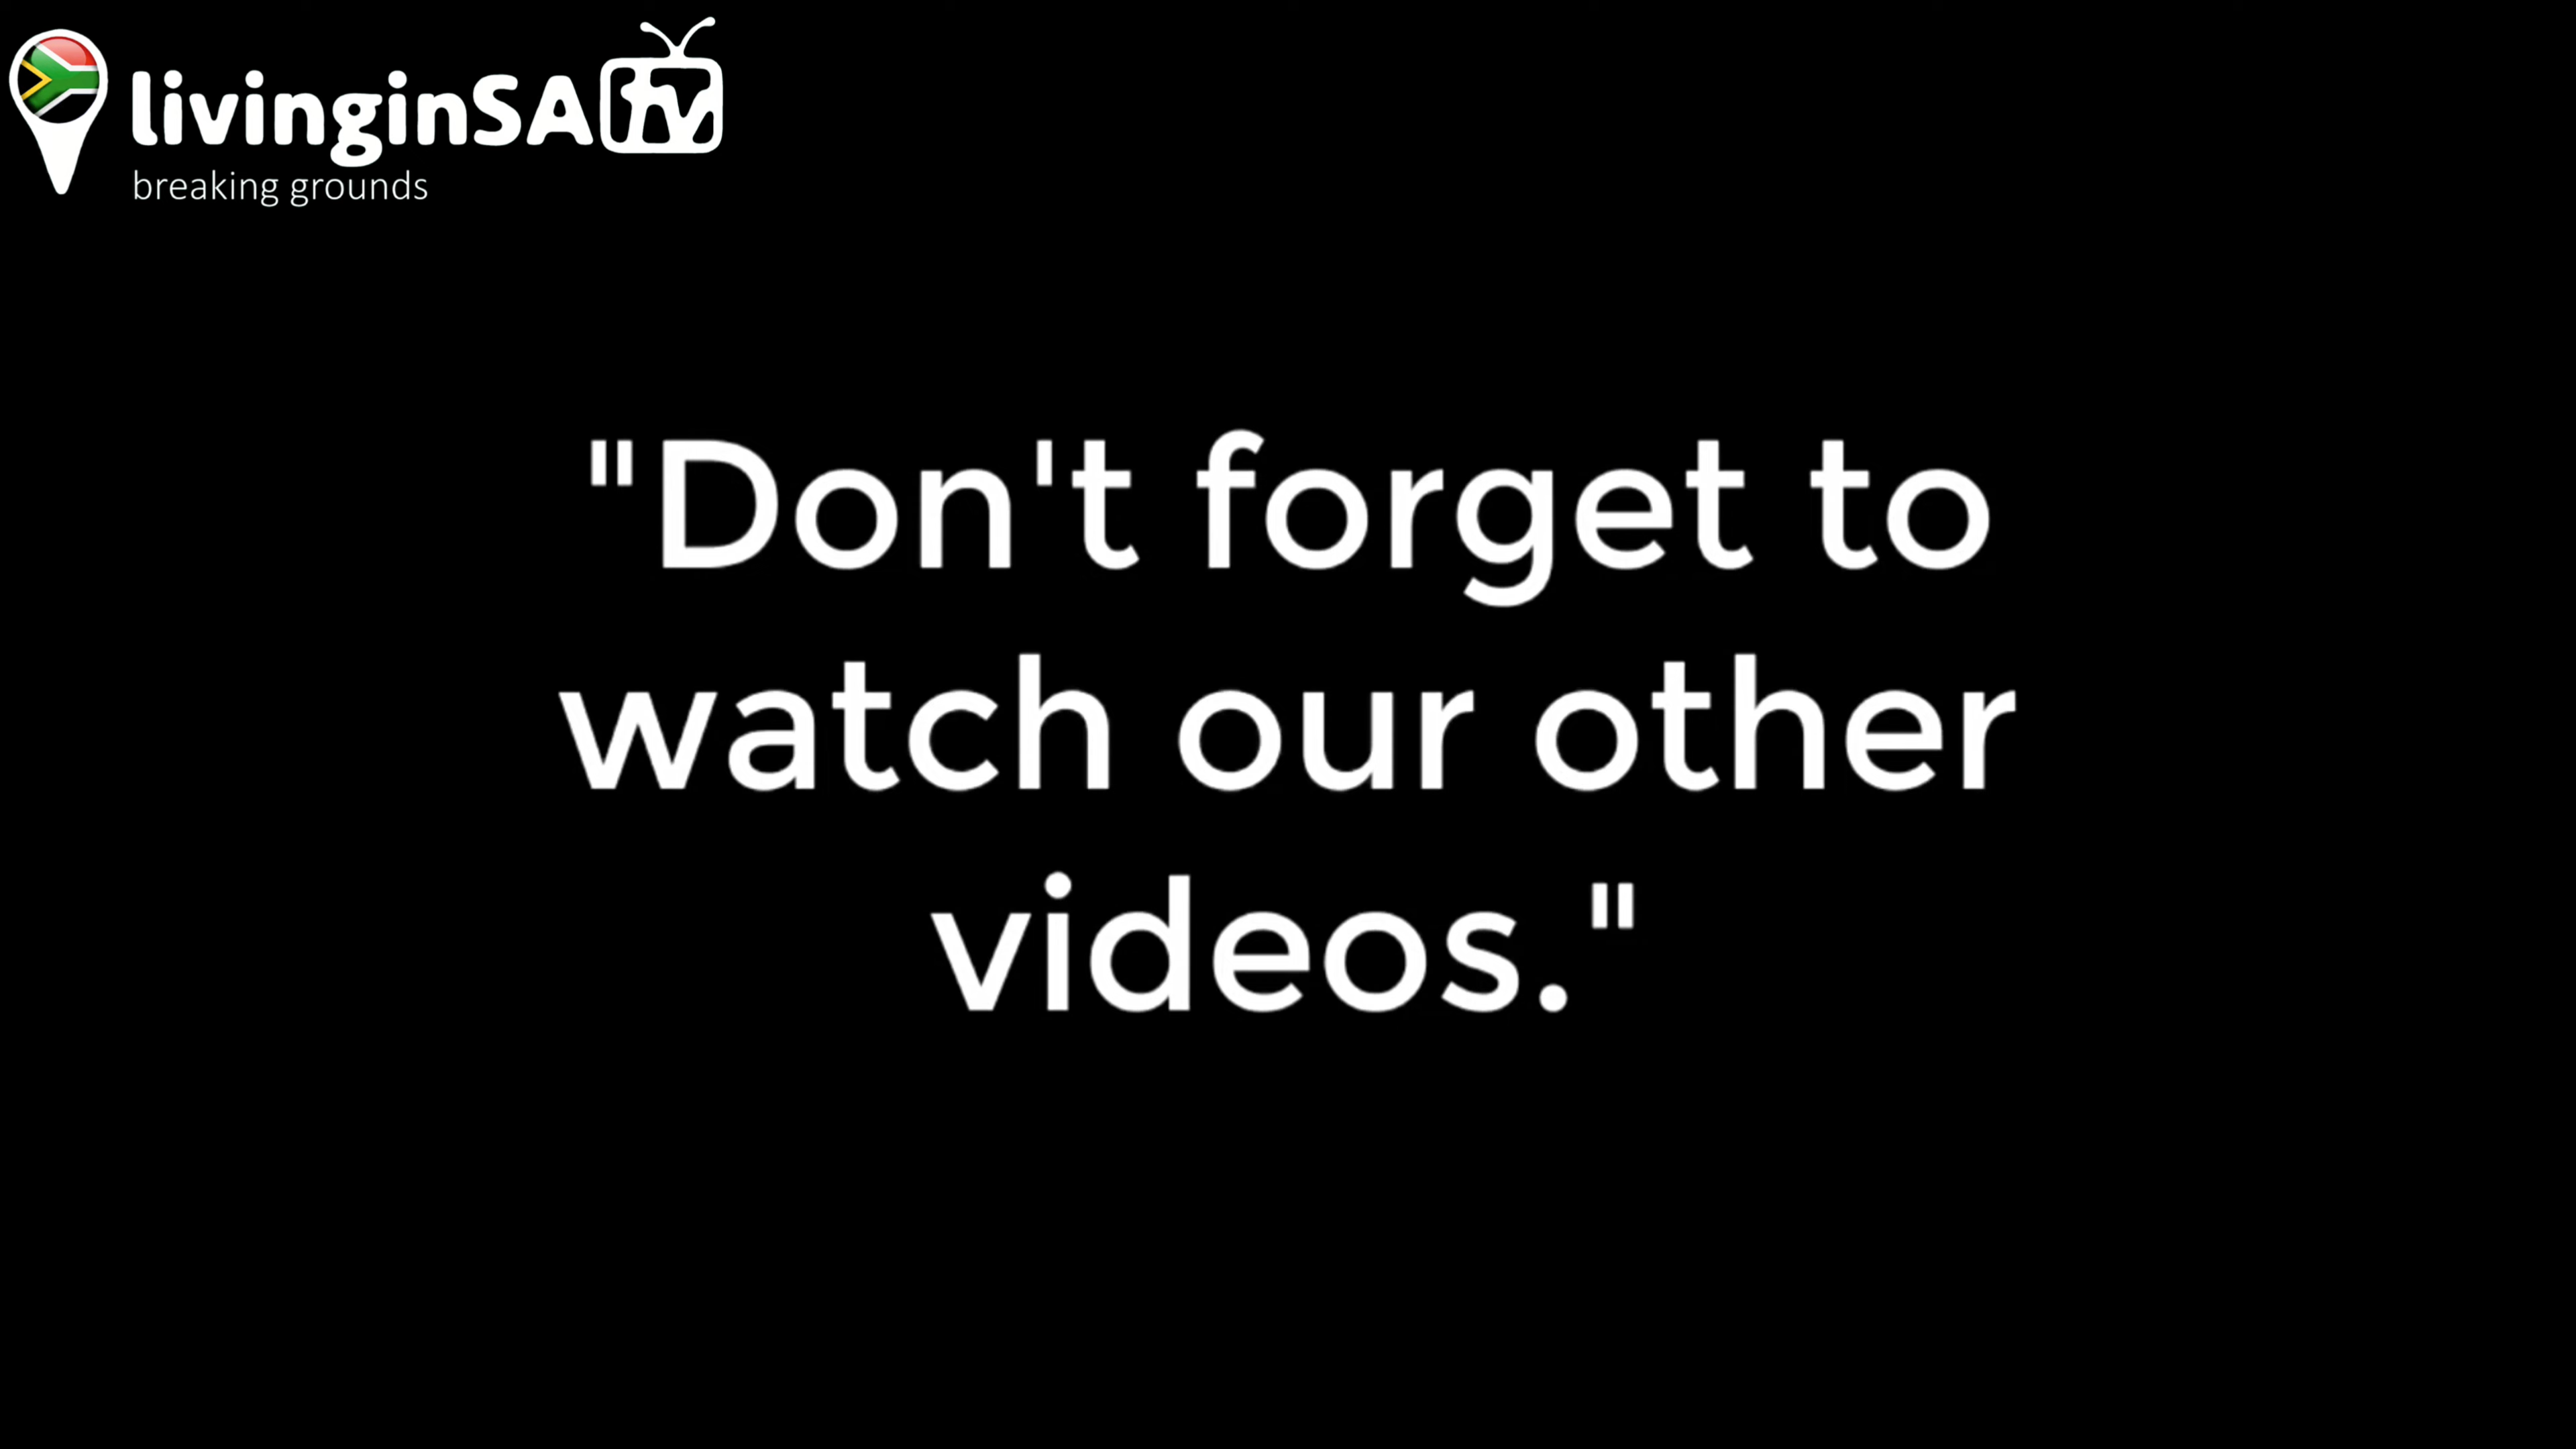 livinginSA tv
breaking grounds
"Don't forget to
watch our other
videos."